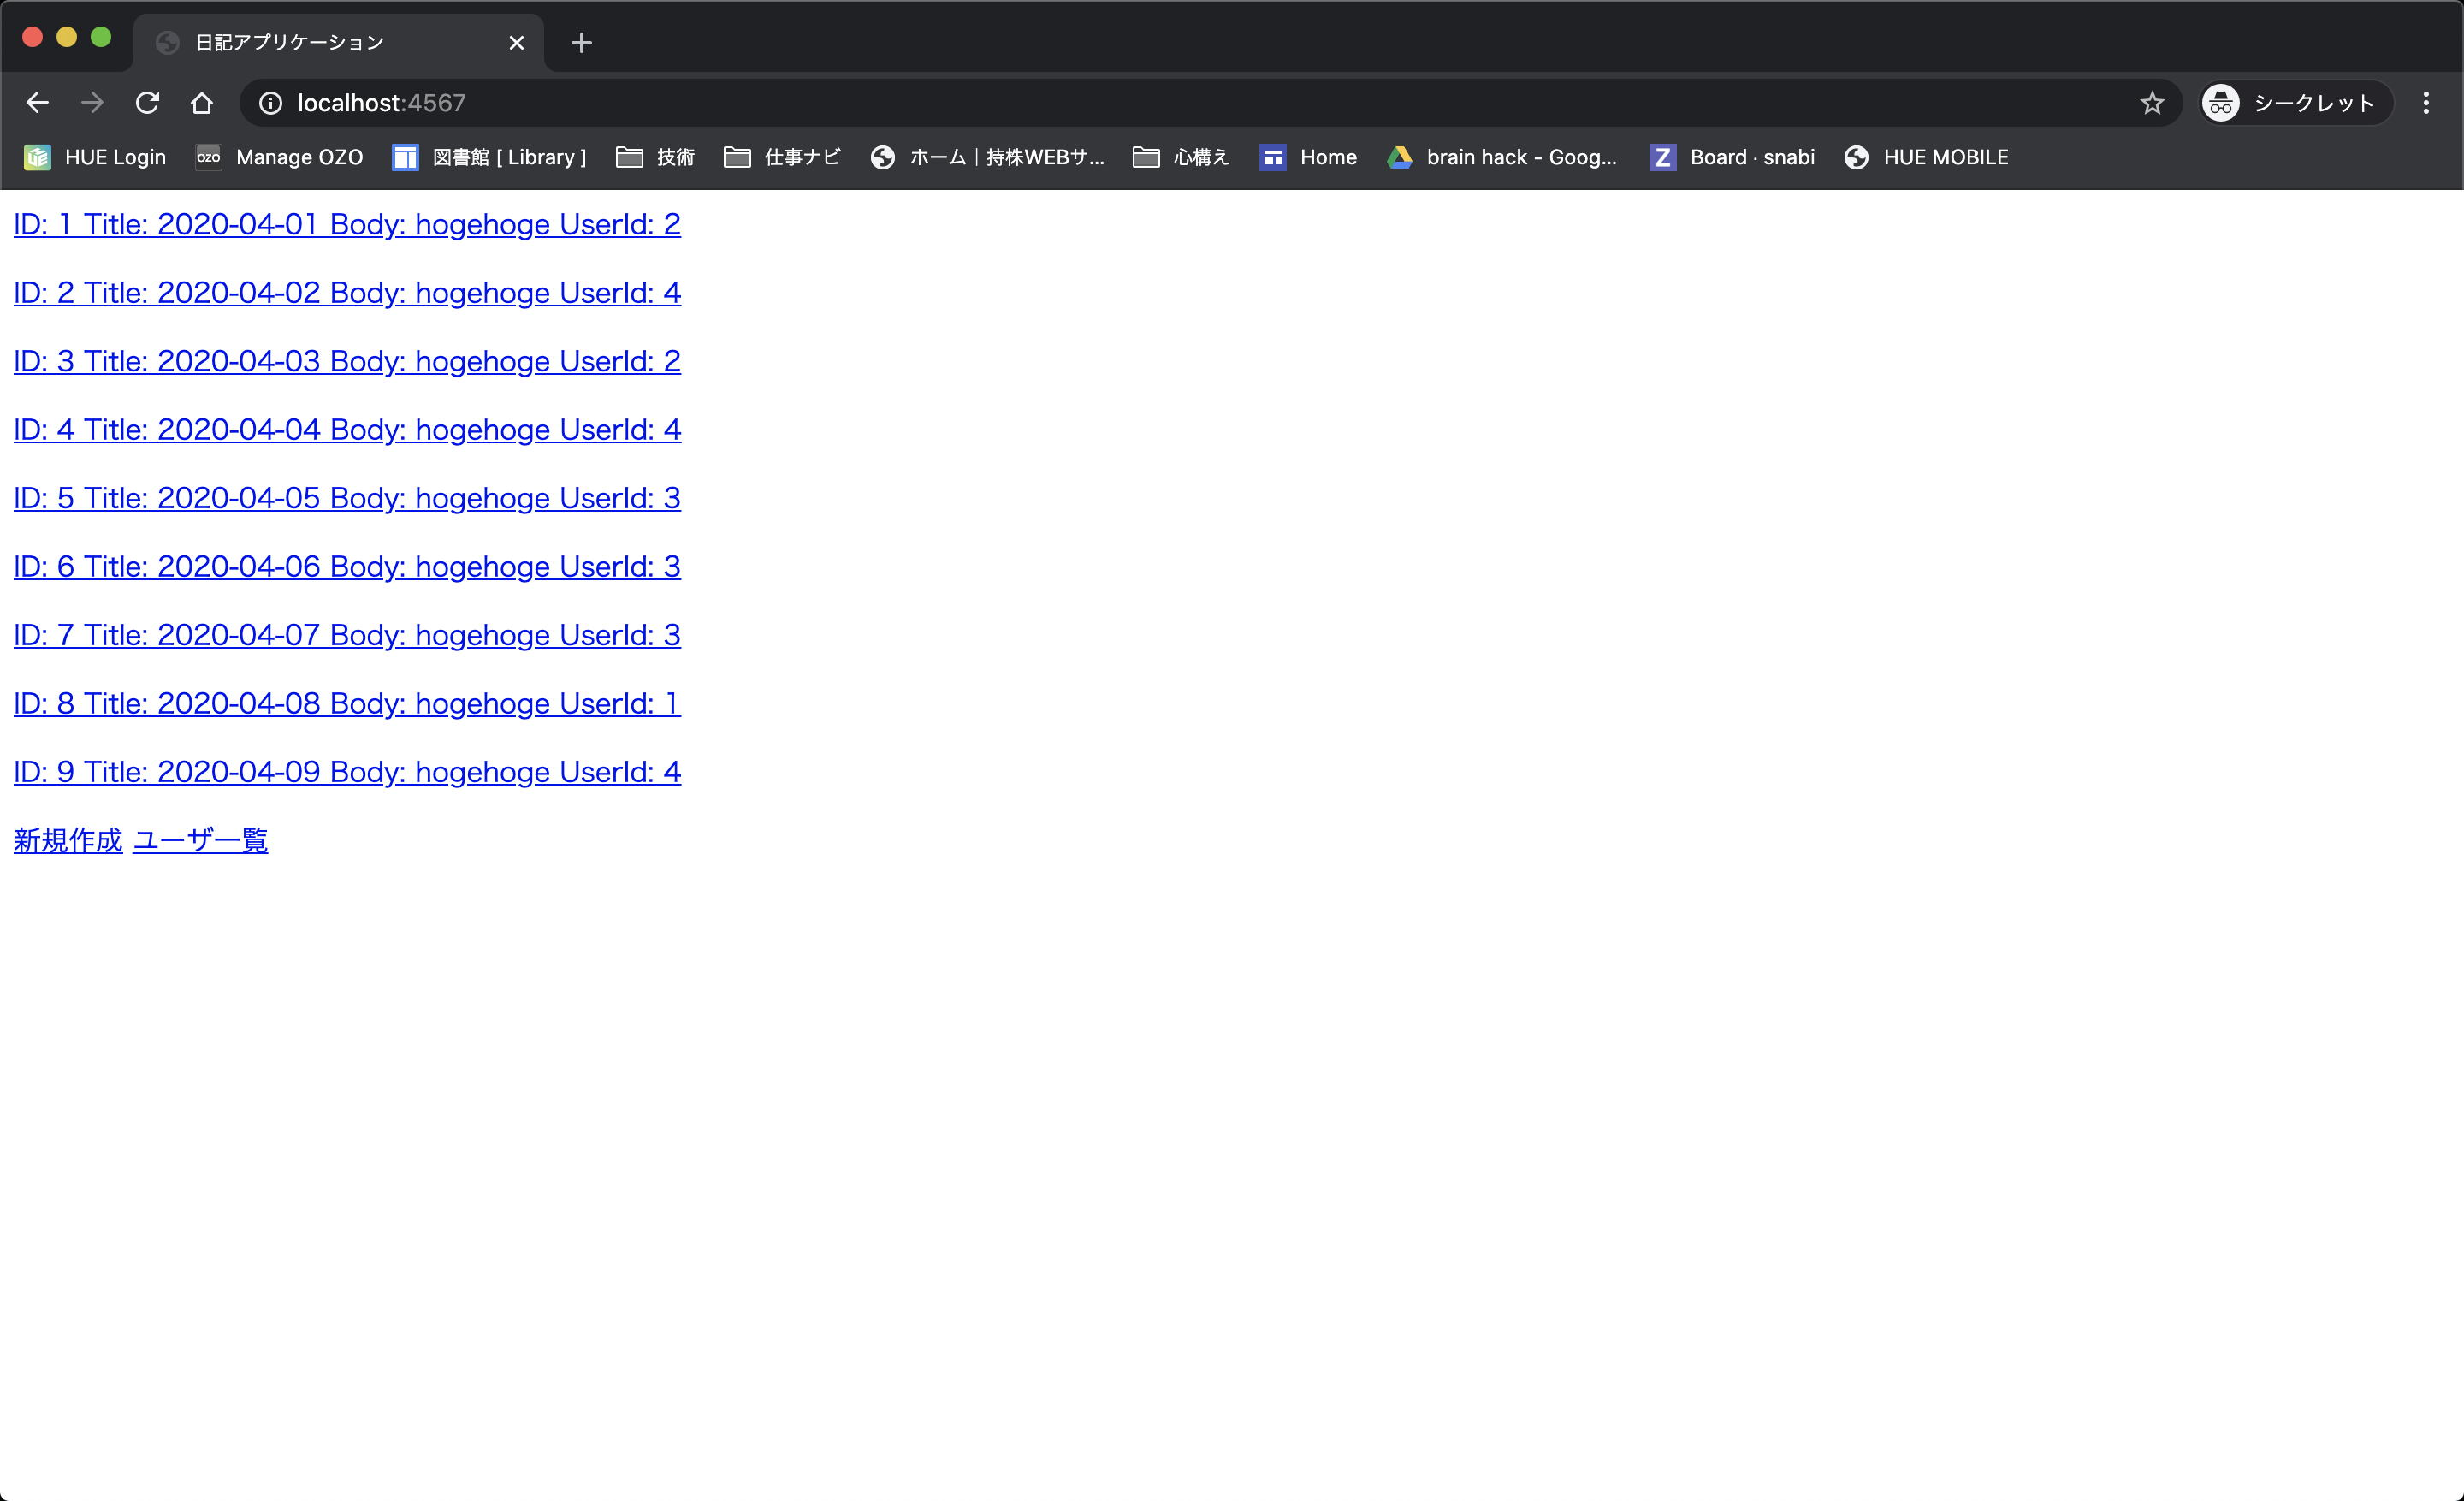 日記アプリケーション
localhost:4567
シークレット
HUE Login OZO Manage OZO 図書館 [ Library ] 技術 仕事ナビ ホーム｜持株WEBサ... 心構え Home brain hack - Goog... Z Board · snabi HUE MOBILE
ID: 1 Title: 2020-04-01 Body: hogehoge UserId: 2
ID: 2 Title: 2020-04-02 Body: hogehoge UserId: 4
ID: 3 Title: 2020-04-03 Body: hogehoge UserId: 2
ID: 4 Title: 2020-04-04 Body: hogehoge UserId: 4
ID: 5 Title: 2020-04-05 Body: hogehoge UserId: 3
ID: 6 Title: 2020-04-06 Body: hogehoge UserId: 3
ID: 7 Title: 2020-04-07 Body: hogehoge UserId: 3
ID: 8 Title: 2020-04-08 Body: hogehoge UserId: 1
ID: 9 Title: 2020-04-09 Body: hogehoge UserId: 4
新規作成 ユーザ一覧